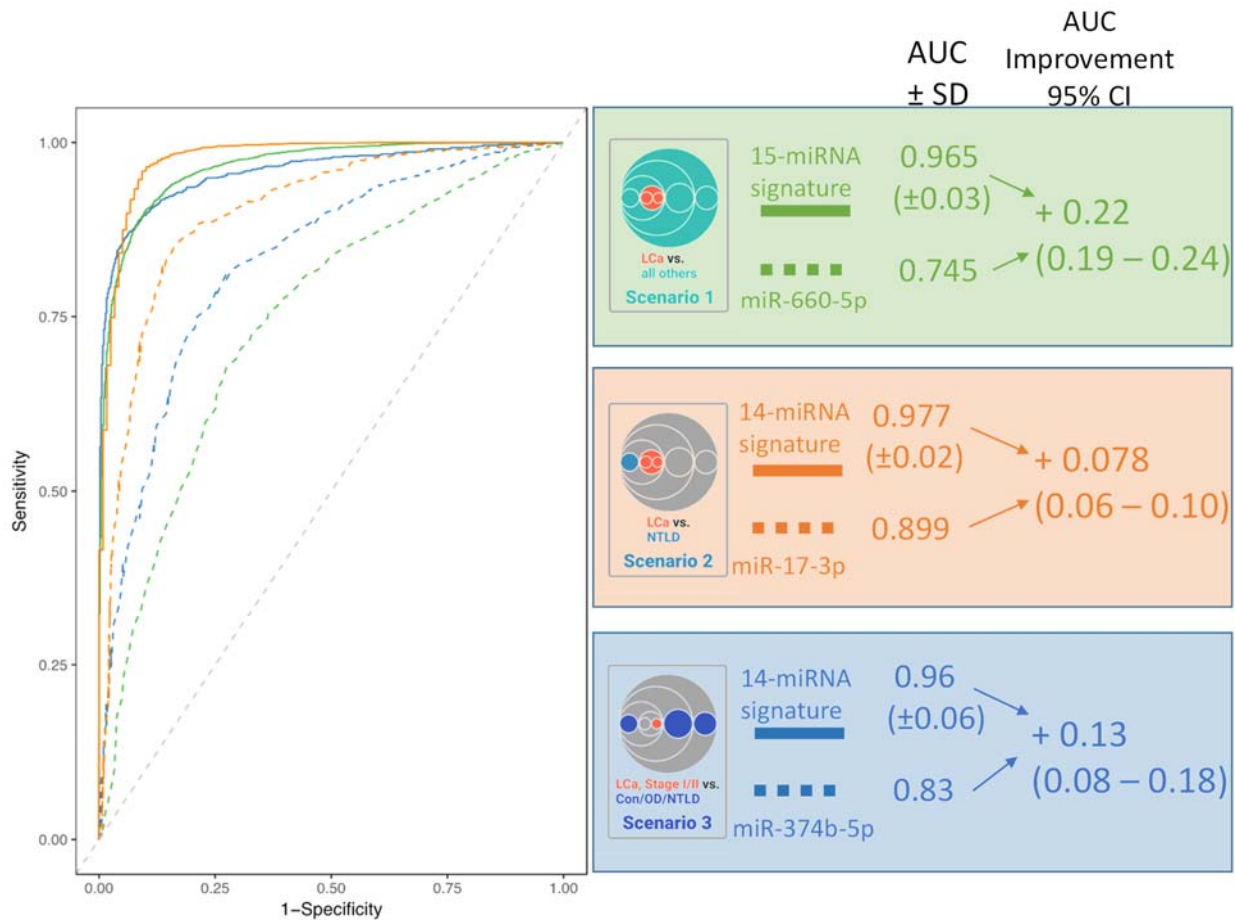 AUC
± SD
AUC
Improvement
95% CI
1.00
0.75
0.50
0.25
0.00
Sensitivity
0.00
0.25
0.50
0.75
1.00
1-Specificity
LCa vs.
all others
Scenario 1
15-miRNA
signature
miR-660-5p
0.965
(±0.03)
0.745
+ 0.22
(0.19 – 0.24)
LCa vs.
NTLD
Scenario 2
14-miRNA
signature
miR-17-3p
0.977
(±0.02)
0.899
+ 0.078
(0.06 – 0.10)
LCa, Stage I/II vs.
Con/OD/NTLD
Scenario 3
14-miRNA
signature
miR-374b-5p
0.96
(±0.06)
0.83
+ 0.13
(0.08 – 0.18)